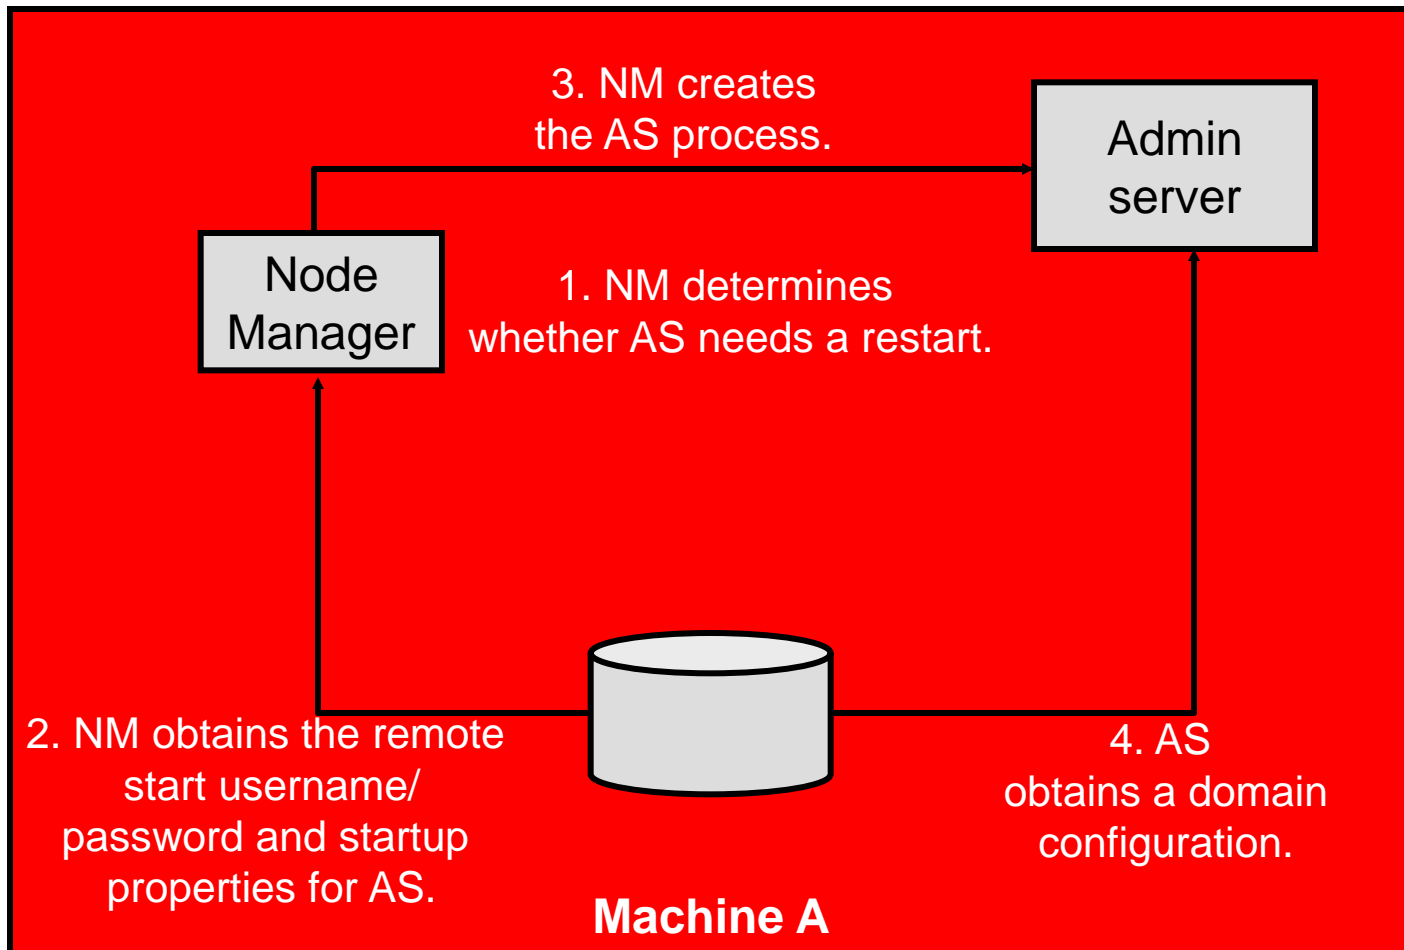 3. NM creates
the AS process.
Admin
server
Node
Manager
1. NM determines
whether AS needs a restart.
2. NM obtains the remote
start username/
password and startup
properties for AS.
4. AS
obtains a domain
configuration.
Machine A